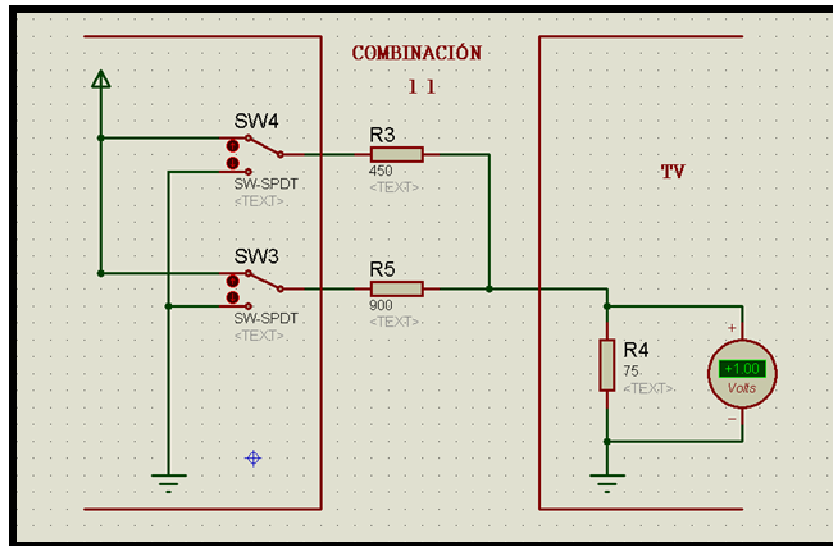 COMBINACIÓN
1 1
SW4
SW-SPDT
<TEXT>
R3
450
<TEXT>
TV
SW3
SW-SPDT
<TEXT>
R5
900
<TEXT>
R4
75
<TEXT>
+
+1.00
Volts
−